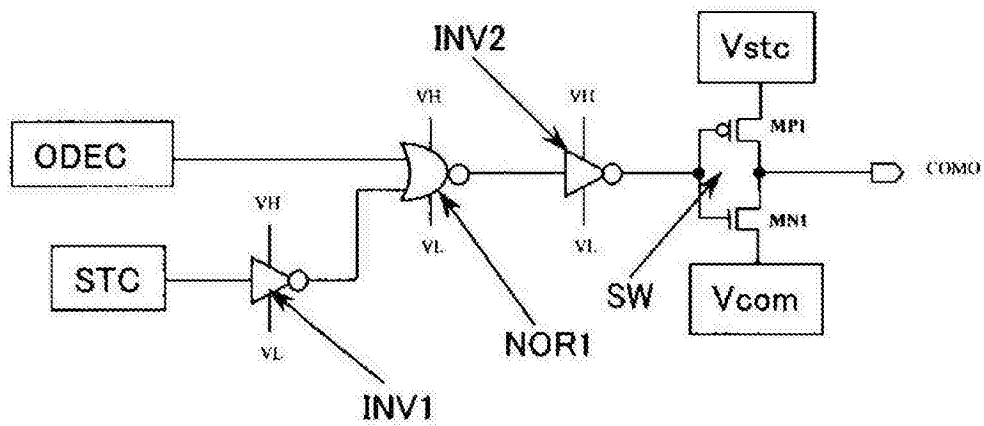 INV2
Vstc
VH
VH
MP1
ODEC
COMO
VH
VL
VL
MN1
STC
SW
Vcom
NOR1
VL
INV1